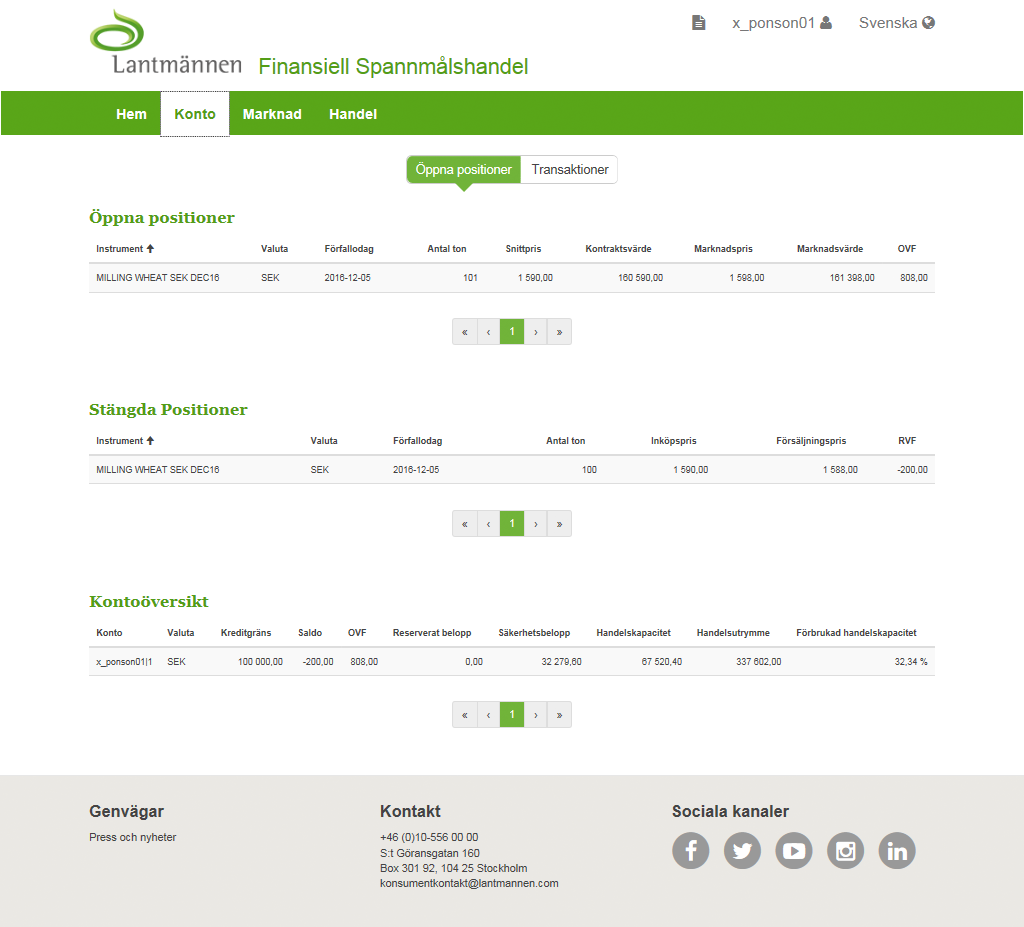 x_ponson01 Svenska
Lantmännen Finansiell Spannmålshandel
Hem Konto Marknad Handel
Öppna positioner Transaktioner
Öppna positioner
Instrument Valuta Förfallodag Antal ton Snittpris Kontraktsvärde Marknadspris Marknadsvärde OVF
MILLING WHEAT SEK DEC16 SEK 2016-12-05 101 1 590,00 160 590,00 1 598,00 161 398,00 808,00
« ‹ 1 › »
Stängda Positioner
Instrument Valuta Förfallodag Antal ton Inköpspris Försäljningspris RVF
MILLING WHEAT SEK DEC16 SEK 2016-12-05 100 1 590,00 1 588,00 -200,00
« ‹ 1 › »
Kontoöversikt
Konto Valuta Kreditgräns Saldo OVF Reserverat belopp Säkerhetsbelopp Handelskapacitet Handelsutrymme Förbrukad handelskapacitet
x_ponson01|1 SEK 100 000,00 -200,00 808,00 0,00 32 279,60 67 520,40 337 602,00 32,34 %
« ‹ 1 › »
Genvägar Kontakt Sociala kanaler
Press och nyheter +46 (0)10-556 00 00
S:t Göransgatan 160
Box 301 92, 104 25 Stockholm
konsumentkontakt@lantmannen.com